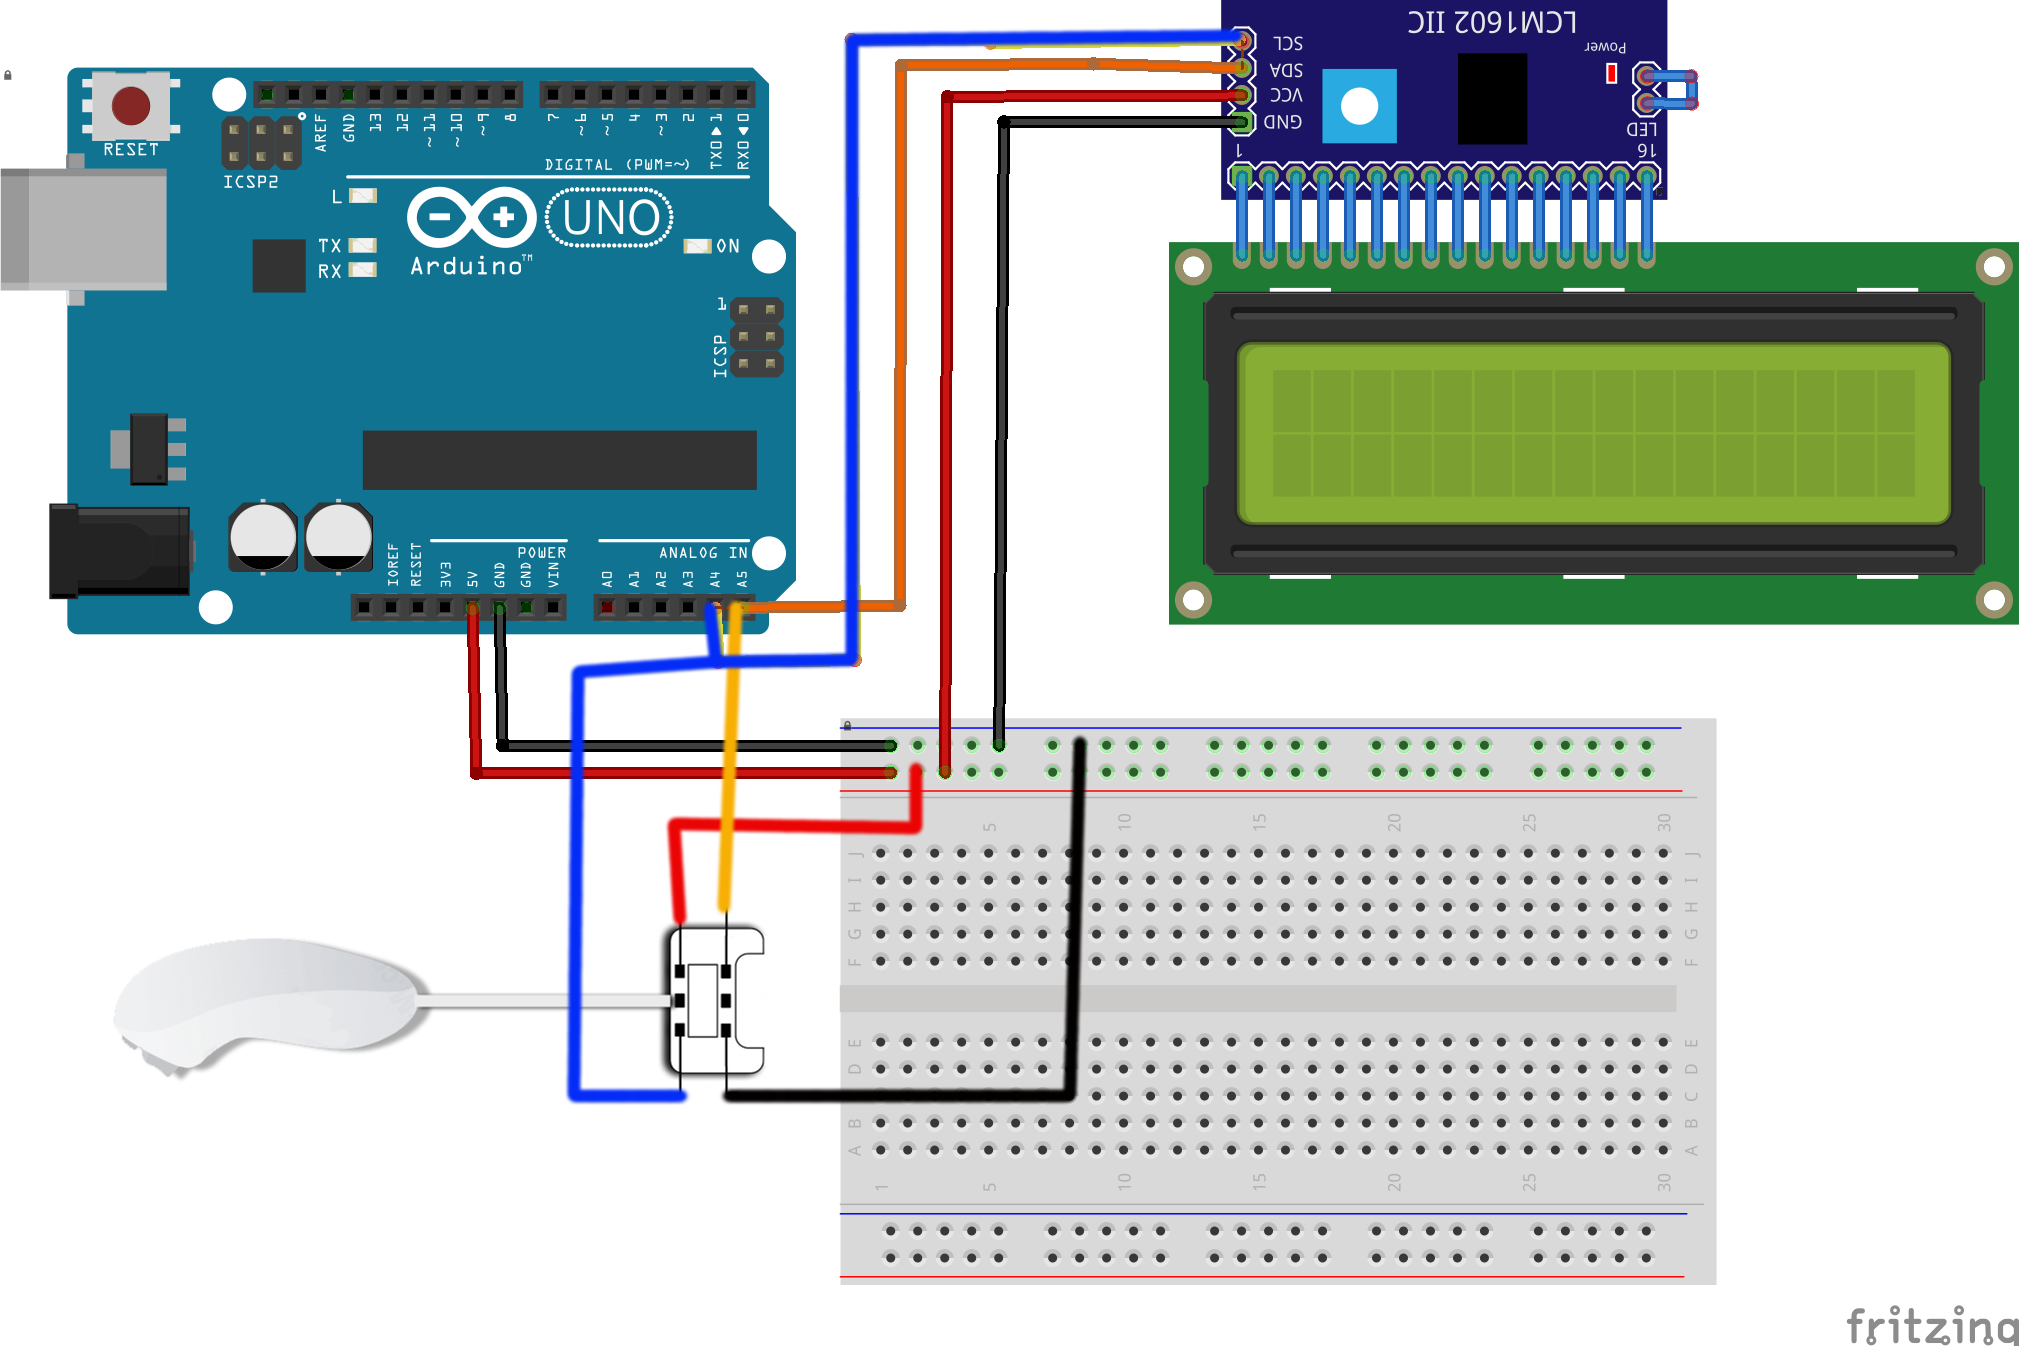 LCM1602 IIC
SCL
SDA
VCC
GND
Power
LED
1
16
RESET
ICSP2
AREF
GND
13
12
~11
~10
~9
8
7
~6
~5
4
~3
2
TX0▶1
RX0◀0
DIGITAL (PWM=~)
L
TX
RX
UNO
ON
Arduino™
1
ICSP
IOREF
RESET
3V3
5V
GND
GND
VIN
POWER
ANALOG IN
A0
A1
A2
A3
A4
A5
5
10
15
20
25
30
J
J
I
I
H
H
G
G
F
F
E
E
D
D
C
B
B
A
A
1
5
10
15
20
25
30
fritzing